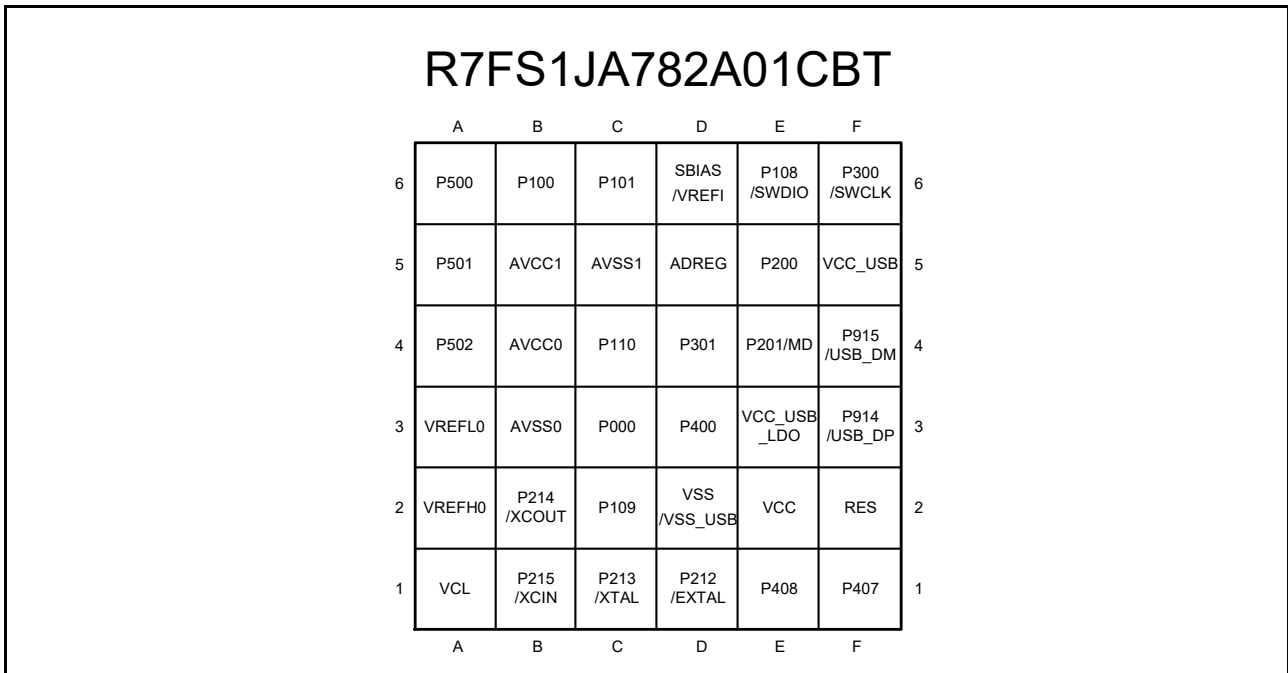 R7FS1JA782A01CBT
A B C D E F
6 P500 P100 P101 SBIAS /VREFI P108 /SWDIO P300 /SWCLK 6
5 P501 AVCC1 AVSS1 ADREG P200 VCC_USB 5
4 P502 AVCC0 P110 P301 P201/MD P915 /USB_DM 4
3 VREFL0 AVSS0 P000 P400 VCC_USB _LDO P914 /USB_DP 3
2 VREFH0 P214 /XCOUT P109 VSS /VSS_USB VCC RES 2
1 VCL P215 /XCIN P213 /XTAL P212 /EXTAL P408 P407 1
A B C D E F